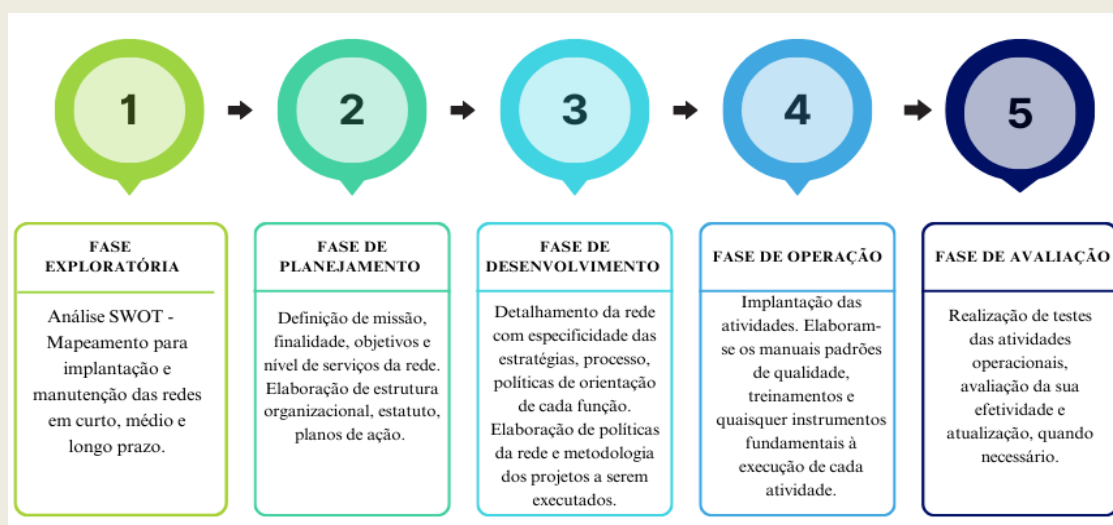 1
2
3
4
5
FASE
EXPLORATÓRIA
Análise SWOT -
Mapeamento para
implantação e
manutenção das redes
em curto, médio e
longo prazo.
FASE DE
PLANEJAMENTO
Definição de missão,
finalidade, objetivos e
nível de serviços da rede.
Elaboração de estrutura
organizacional, estatuto,
planos de ação.
FASE DE
DESENVOLVIMENTO
Detalhamento da rede
com especificidade das
estratégias, processo,
políticas de orientação
de cada função.
Elaboração de políticas
da rede e metodologia
dos projetos a serem
executados.
FASE DE OPERAÇÃO
Implantação das
atividades. Elaboram-
se os manuais padrões
de qualidade,
treinamentos e
quaisquer instrumentos
fundamentais à
execução de cada
atividade.
FASE DE AVALIAÇÃO
Realização de testes
das atividades
operacionais,
avaliação da sua
efetividade e
atualização, quando
necessário.